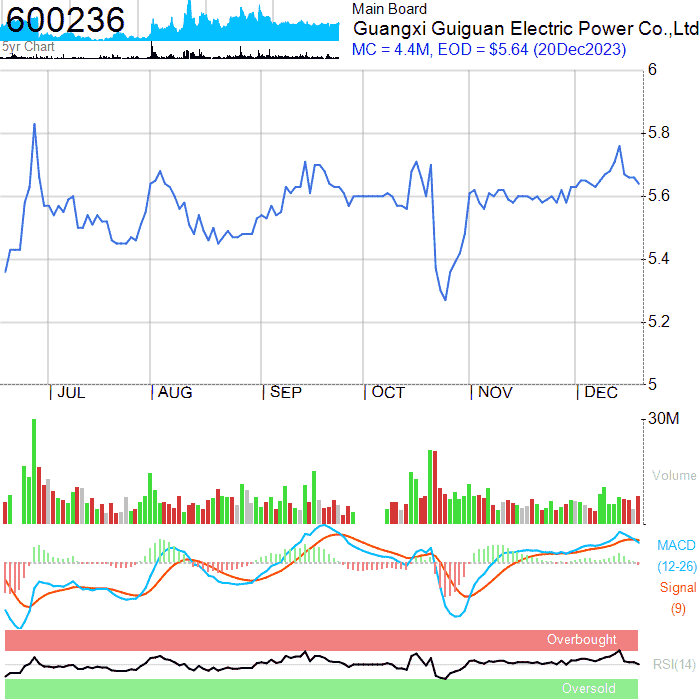 600236
Main Board
Guangxi Guiguan Electric Power Co.,Ltd
5yr Chart
MC = 4.4M, EOD = $5.64 (20Dec2023)
6
5.8
5.6
5.4
5.2
5
JUL AUG SEP OCT NOV DEC
30M
Volume
MACD
(12-26)
Signal
(9)
Overbought
RSI(14)
Oversold